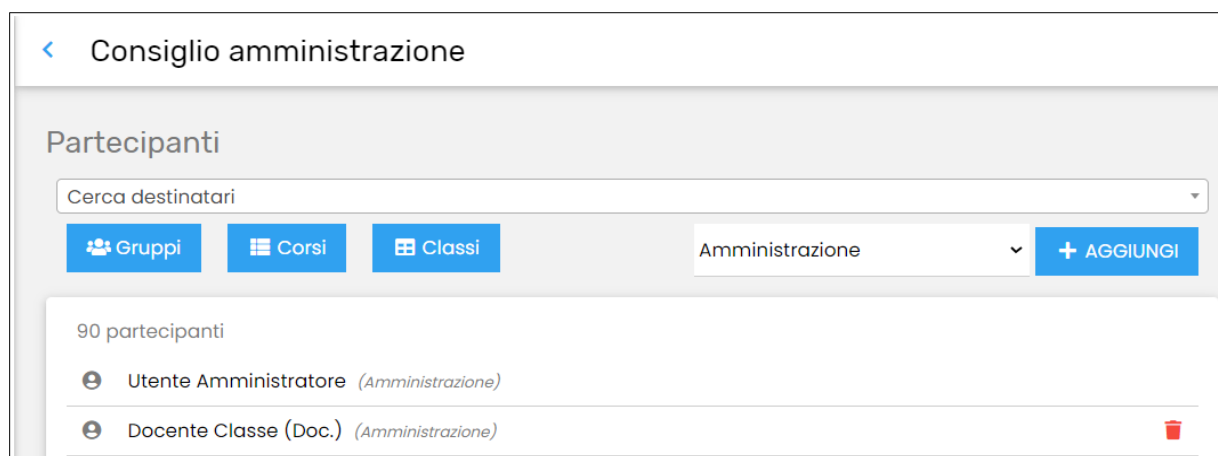 Consiglio amministrazione
Partecipanti
Cerca destinatari
Gruppi
Corsi
Classi
Amministrazione
+ AGGIUNGI
90 partecipanti
Utente Amministratore (Amministrazione)
Docente Classe (Doc.) (Amministrazione)